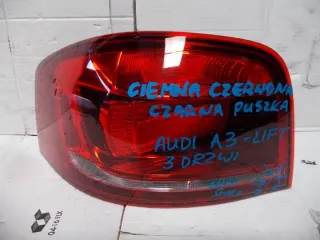 CIEMNA CZERWONA
CZARNA PUSZKA
AUDI A3-LIFT
3 DRZWI